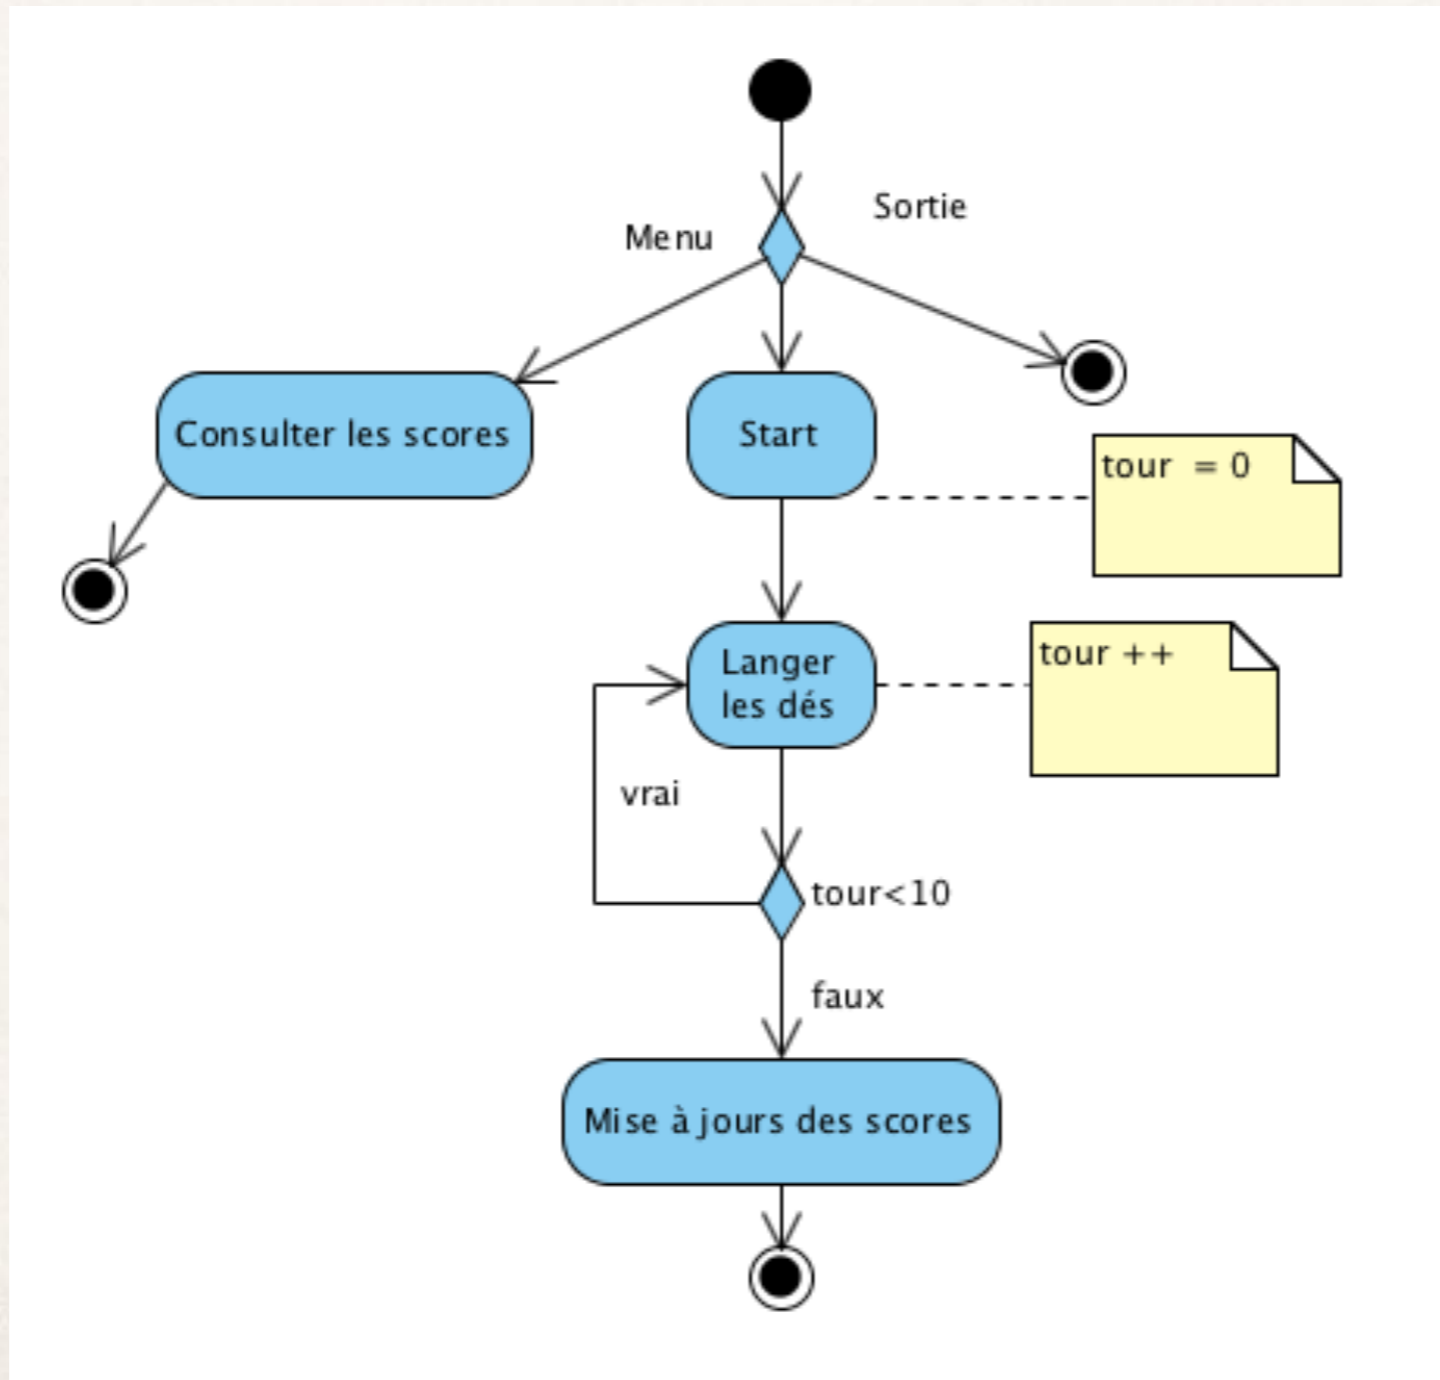 Sortie
Menu
Consulter les scores
Start
tour = 0
Langer
les dés
tour ++
vrai
tour<10
faux
Mise à jours des scores